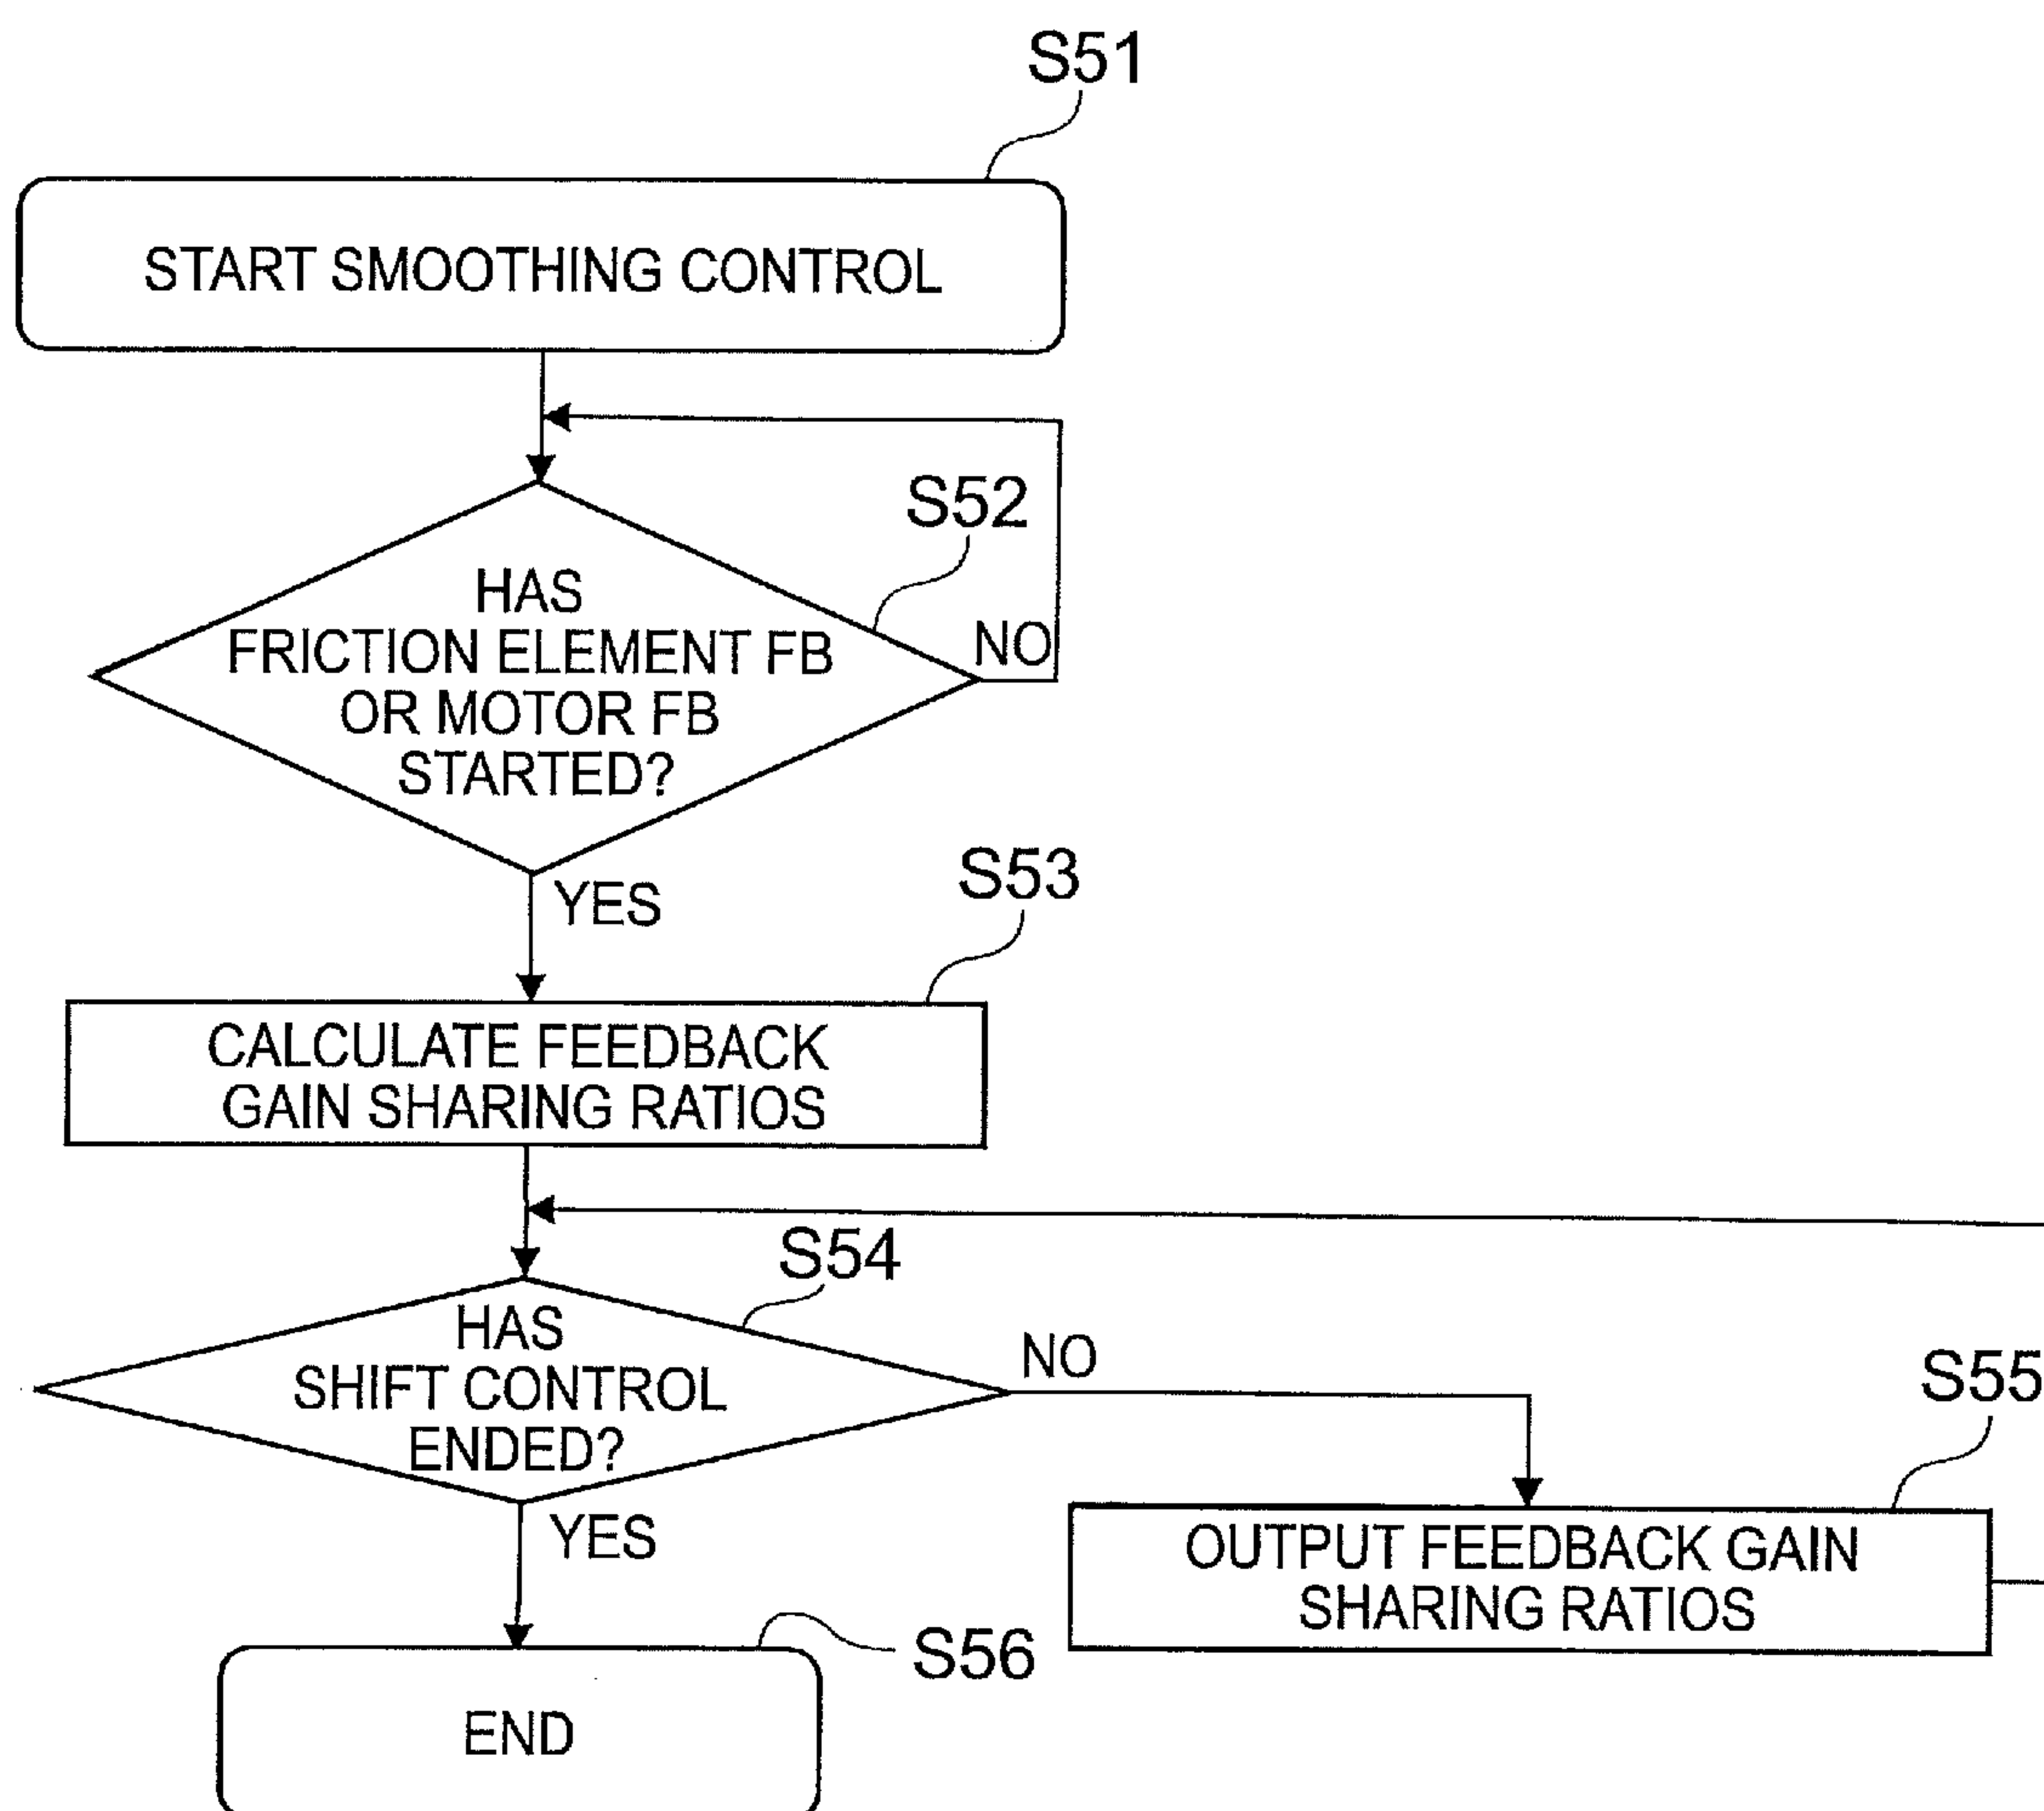 S51
START SMOOTHING CONTROL
S52
HAS
FRICTION ELEMENT FB
OR MOTOR FB
STARTED?
NO
YES
S53
CALCULATE FEEDBACK
GAIN SHARING RATIOS
S54
HAS
SHIFT CONTROL
ENDED?
NO
YES
S55
OUTPUT FEEDBACK GAIN
SHARING RATIOS
S56
END